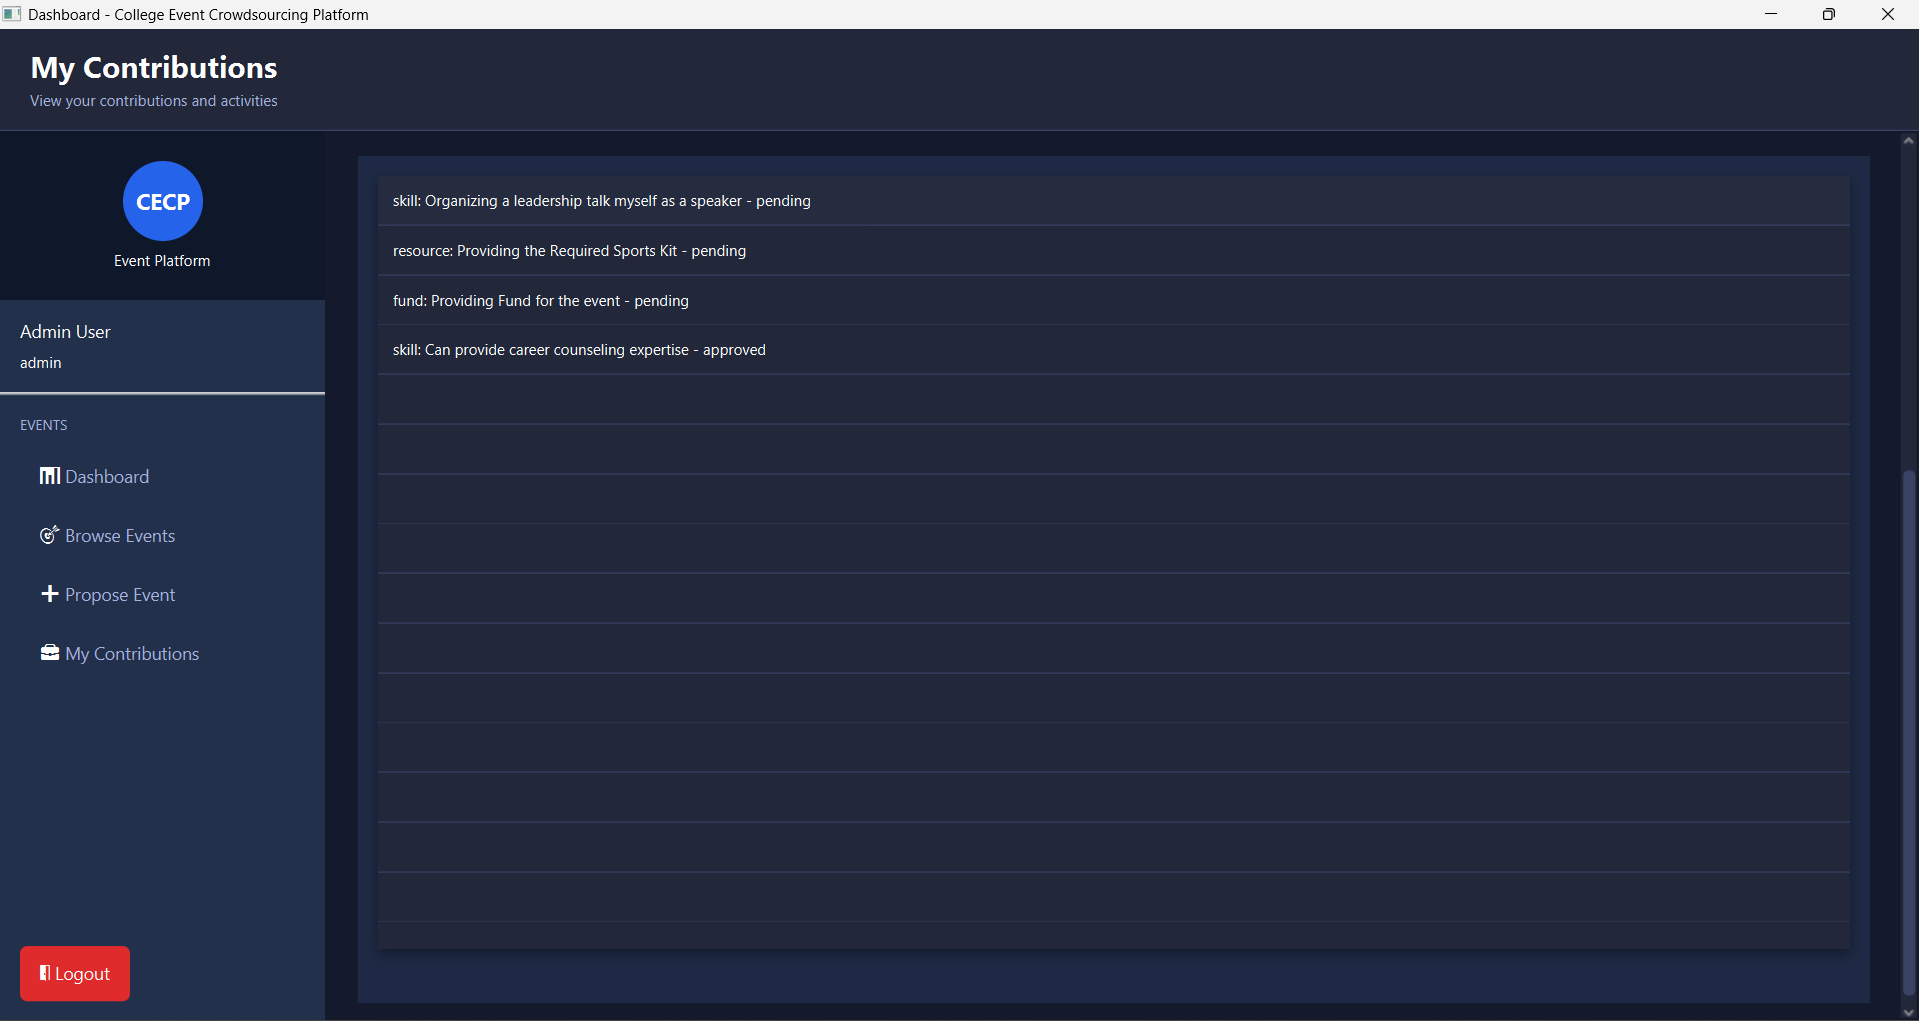 Dashboard - College Event Crowdsourcing Platform
My Contributions
View your contributions and activities
CECP
Event Platform
Admin User
admin
EVENTS
Dashboard
Browse Events
Propose Event
My Contributions
Logout
skill: Organizing a leadership talk myself as a speaker - pending
resource: Providing the Required Sports Kit - pending
fund: Providing Fund for the event - pending
skill: Can provide career counseling expertise - approved